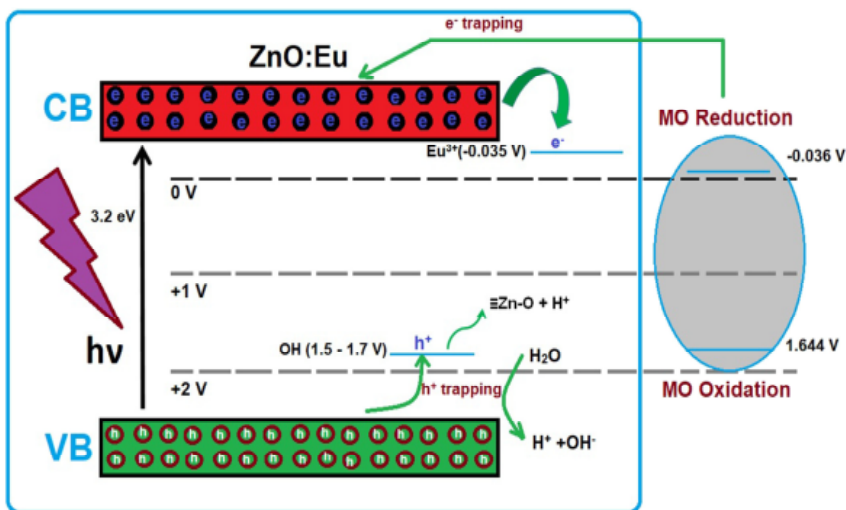 e⁻ trapping
ZnO:Eu
CB
e e e e e e e e e e e e e
e e e e e e e e e e e e e
MO Reduction
Eu³⁺(-0.035 V)
e⁻
-0.036 V
0 V
3.2 eV
+1 V
≡Zn-O + H⁺
hν
OH (1.5 - 1.7 V)
h⁺
H₂O
1.644 V
+2 V
h⁺ trapping
MO Oxidation
VB
h h h h h h h h h h h h h h h
h h h h h h h h h h h h h h h
H⁺ +OH⁻